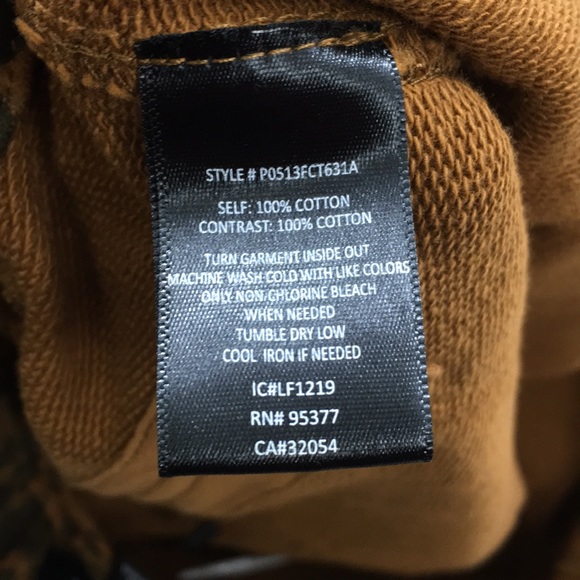 STYLE # P0513FCT631A
SELF: 100% COTTON
CONTRAST: 100% COTTON
TURN GARMENT INSIDE OUT
MACHINE WASH COLD WITH LIKE COLORS
ONLY NON CHLORINE BLEACH
WHEN NEEDED
TUMBLE DRY LOW
COOL IRON IF NEEDED
IC#LF1219
RN# 95377
CA#32054